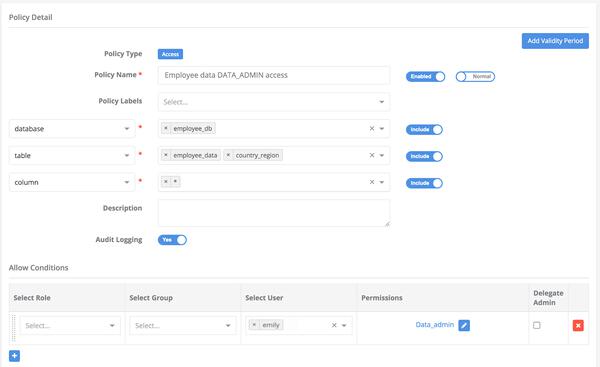 Policy Detail
Add Validity Period
Policy Type Access
Policy Name * Employee data DATA_ADMIN access Enabled Normal
Policy Labels Select...
database * × employee_db × Include
table * × employee_data × country_region × Include
column * × * × Include
Description
Audit Logging Yes
Allow Conditions
Select Role Select Group Select User Permissions Delegate
Admin
Select... Select... × emily × Data_admin ×
+